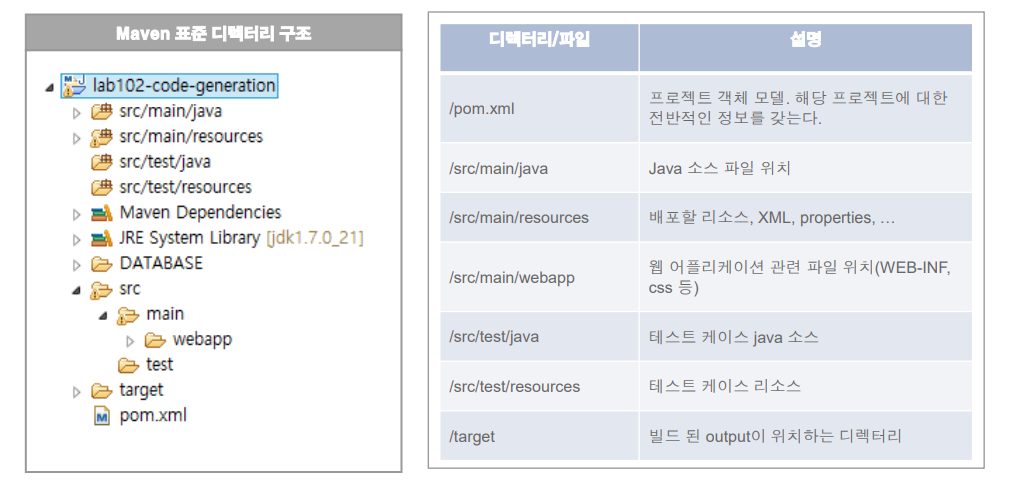 Maven 표준 디렉터리 구조
lab102-code-generation
src/main/java
src/main/resources
src/test/java
src/test/resources
Maven Dependencies
JRE System Library [jdk1.7.0_21]
DATABASE
src
main
webapp
test
target
pom.xml
디렉터리/파일 설명
/pom.xml 프로젝트 객체 모델. 해당 프로젝트에 대한
전반적인 정보를 갖는다.
/src/main/java Java 소스 파일 위치
/src/main/resources 배포할 리소스, XML, properties, …
/src/main/webapp 웹 어플리케이션 관련 파일 위치(WEB-INF,
css 등)
/src/test/java 테스트 케이스 java 소스
/src/test/resources 테스트 케이스 리소스
/target 빌드 된 output이 위치하는 디렉터리